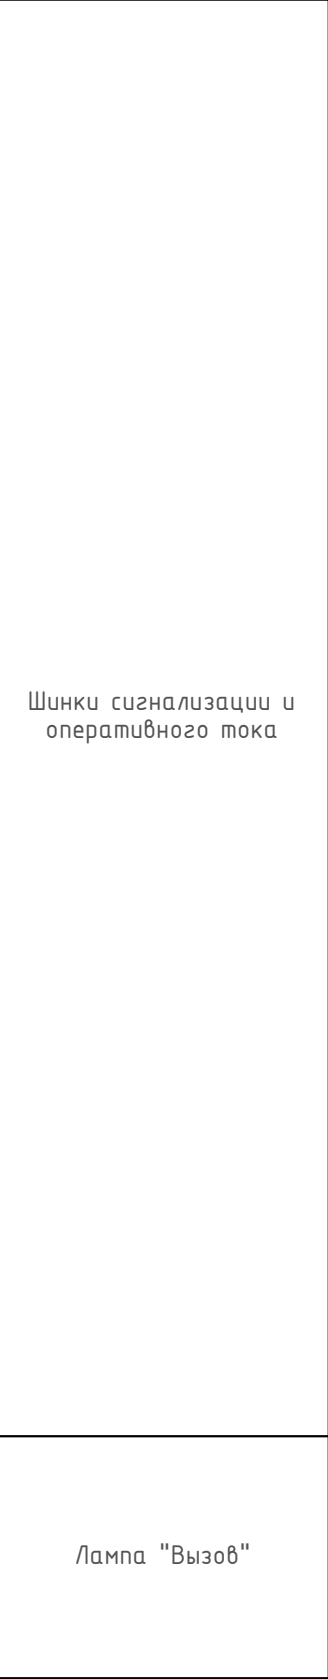 Шинки сигнализации и
оперативного тока
Лампа "Вызов"